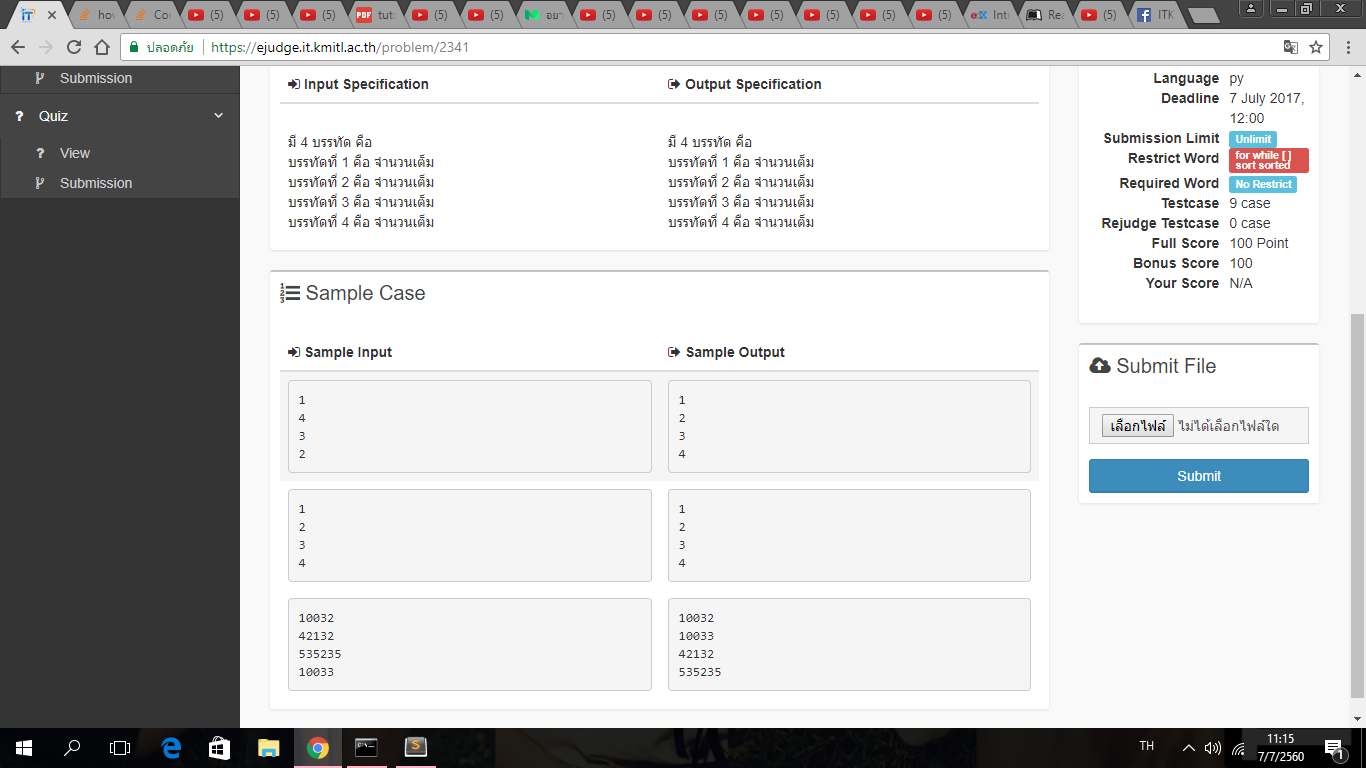 hov
Cor
(5)
(5)
(5)
PDF tuto
(5)
(5)
อยา
(5)
(5)
(5)
(5)
(5)
(5)
(5)
Intr
Rea
(5)
ITK
ปลอดภัย https://ejudge.it.kmitl.ac.th/problem/2341
Submission
Quiz
View
Submission
Input Specification
Output Specification
มี 4 บรรทัด คือ
บรรทัดที่ 1 คือ จำนวนเต็ม
บรรทัดที่ 2 คือ จำนวนเต็ม
บรรทัดที่ 3 คือ จำนวนเต็ม
บรรทัดที่ 4 คือ จำนวนเต็ม
มี 4 บรรทัด คือ
บรรทัดที่ 1 คือ จำนวนเต็ม
บรรทัดที่ 2 คือ จำนวนเต็ม
บรรทัดที่ 3 คือ จำนวนเต็ม
บรรทัดที่ 4 คือ จำนวนเต็ม
Sample Case
Sample Input
Sample Output
1
4
3
2
1
2
3
4
1
2
3
4
1
2
3
4
10032
42132
535235
10033
10032
10033
42132
535235
Language py
Deadline 7 July 2017,
12:00
Submission Limit Unlimit
Restrict Word for while [ ]
sort sorted
Required Word No Restrict
Testcase 9 case
Rejudge Testcase 0 case
Full Score 100 Point
Bonus Score 100
Your Score N/A
Submit File
เลือกไฟล์ ไม่ได้เลือกไฟล์ใด
Submit
TH
11:15
7/7/2560
1